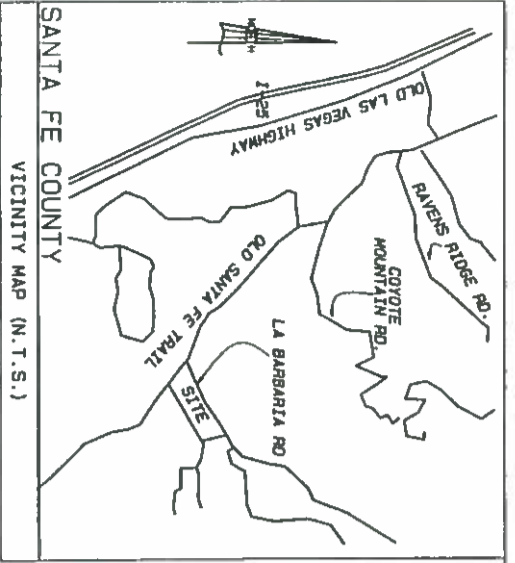 I-25
OLD LAS VEGAS HIGHWAY
RAVENS RIDGE RD.
COYOTE
MOUNTAIN RD.
OLD SANTA FE TRAIL
LA BARBARIA RD
SITE
SANTA FE COUNTY
VICINITY MAP (N.T.S.)